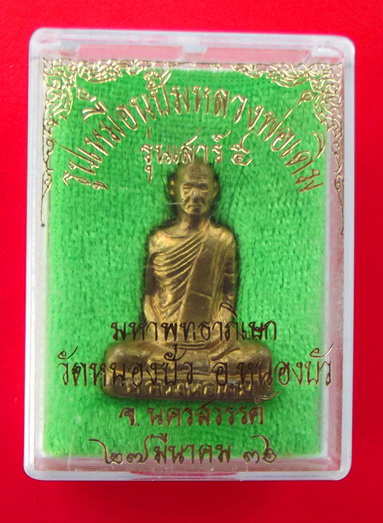 รูปเหมือนปั๊มหลวงพ่อเดิม
รุ่นเสาร์ ๕
มหาพุทธาภิเษก
วัดหนองบัว อ.หนองบัว
จ.นครสวรรค์
๒๗ มีนาคม ๓๖